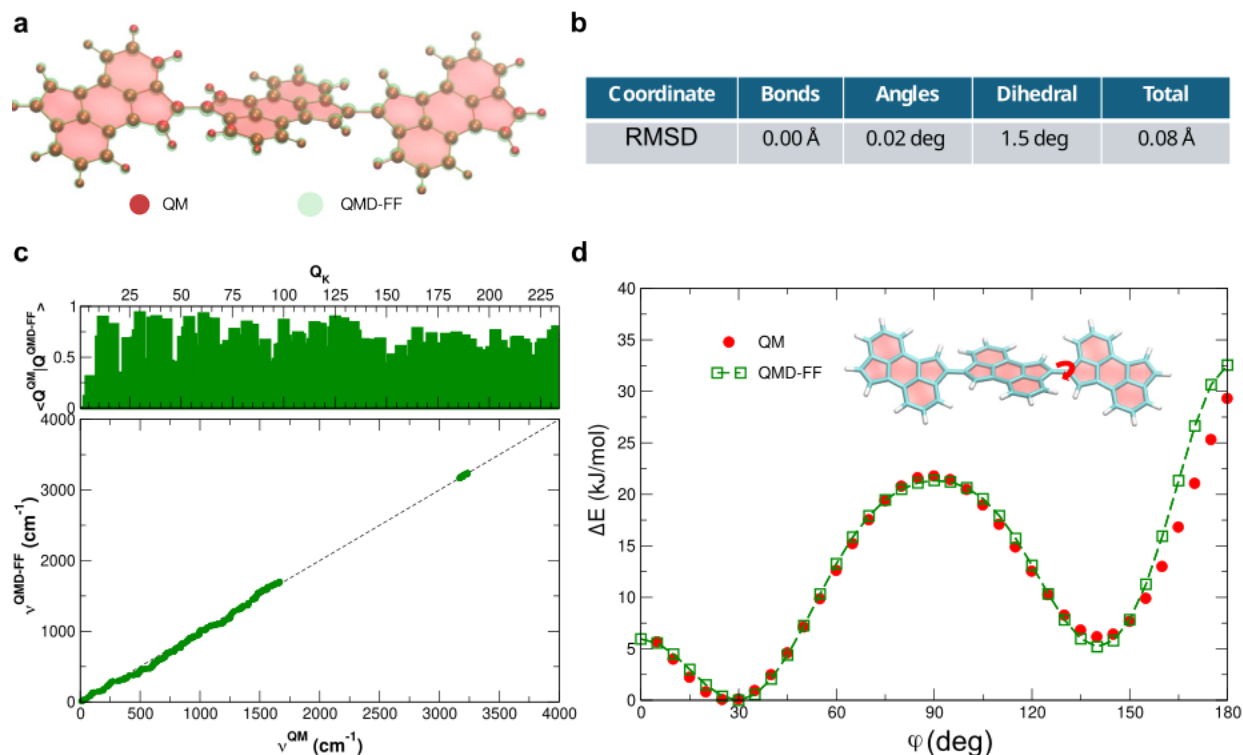 a
QM
QMD-FF
b
Coordinate Bonds Angles Dihedral Total
RMSD 0.00 Å 0.02 deg 1.5 deg 0.08 Å
c
Q_K
25 50 75 100 125 150 175 200 225
<Q^QM|Q^QMD-FF>
1
0.5
0
4000
3000
2000
1000
0
ν^QMD-FF (cm^-1)
0 500 1000 1500 2000 2500 3000 3500 4000
ν^QM (cm^-1)
d
QM
QMD-FF
ΔE (kJ/mol)
40
35
30
25
20
15
10
5
0
0 30 60 90 120 150 180
φ(deg)